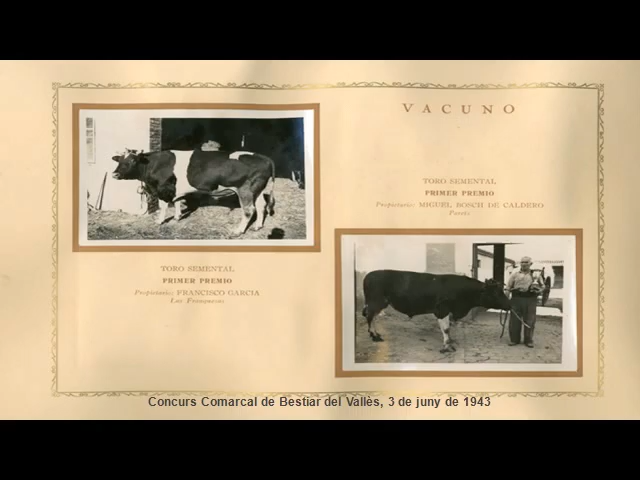 VACUNO
TORO SEMENTAL
PRIMER PREMIO
Propietario: MIGUEL BOSCH DE CALDERO
Parets
TORO SEMENTAL
PRIMER PREMIO
Propietario: FRANCISCO GARCIA
Las Franquesas
Concurs Comarcal de Bestiar del Vallès, 3 de juny de 1943